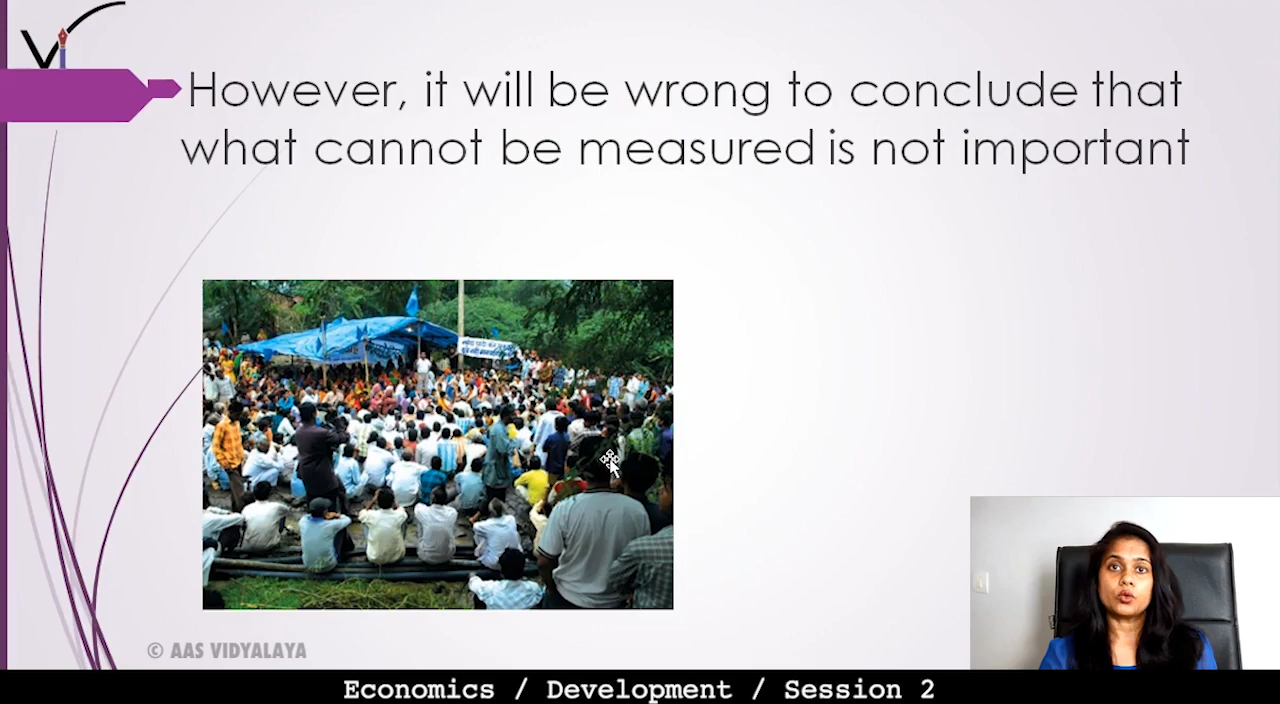 However, it will be wrong to conclude that
what cannot be measured is not important
© AAS VIDYALAYA
Economics / Development / Session 2